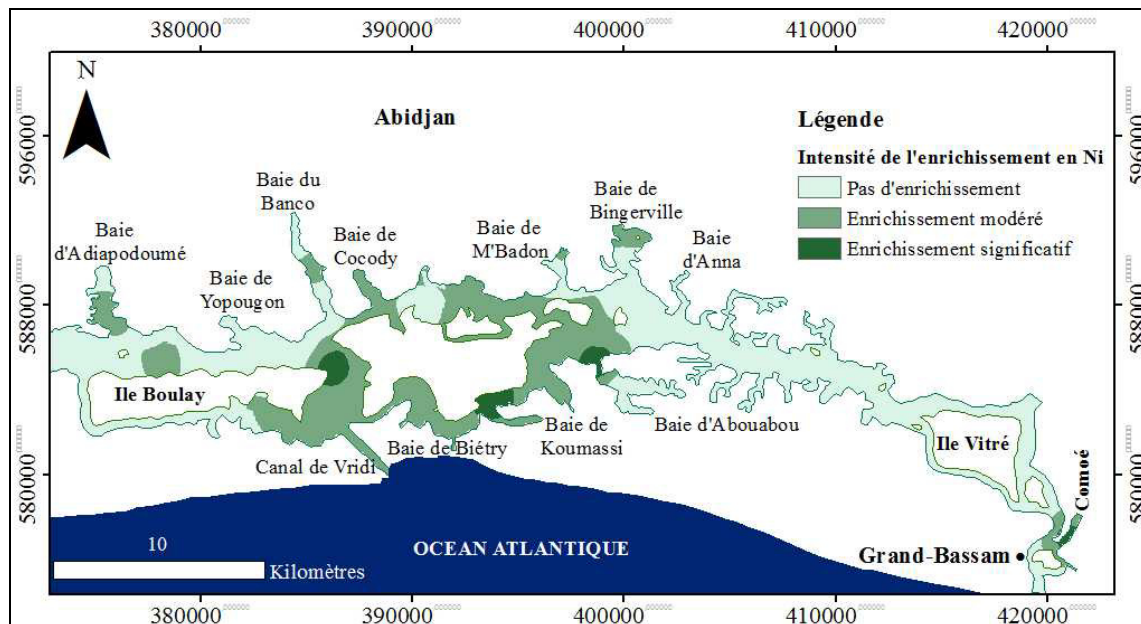 380000 390000 400000 410000 420000
N
Abidjan
Légende
Intensité de l'enrichissement en Ni
Pas d'enrichissement
Enrichissement modéré
Enrichissement significatif
Baie du
Banco
Baie de
Bingerville
Baie
d'Adiapodoumé
Baie de
Cocody
Baie de
M'Badon
Baie
d'Anna
Baie de
Yopougon
Ile Boulay
Baie de
Koumassi
Baie d'Abouabou
Ile Vitré
Baie de Biétry
Canal de Vridi
Comoé
OCEAN ATLANTIQUE
Grand-Bassam
10
Kilomètres
596000
588000
580000
596000
588000
580000
380000 390000 400000 410000 420000